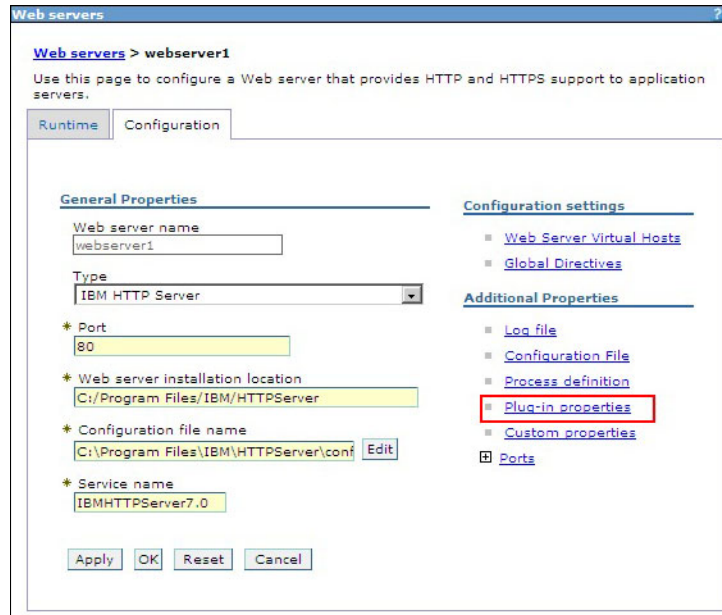 Web servers ?
Web servers > webserver1
Use this page to configure a Web server that provides HTTP and HTTPS support to application
servers.
Runtime Configuration
General Properties
Web server name
webserver1
Type
IBM HTTP Server
* Port
80
* Web server installation location
C:/Program Files/IBM/HTTPServer
* Configuration file name
C:\Program Files\IBM\HTTPServer\conf Edit
* Service name
IBMHTTPServer7.0
Apply OK Reset Cancel
Configuration settings
Web Server Virtual Hosts
Global Directives
Additional Properties
Log file
Configuration File
Process definition
Plug-in properties
Custom properties
Ports